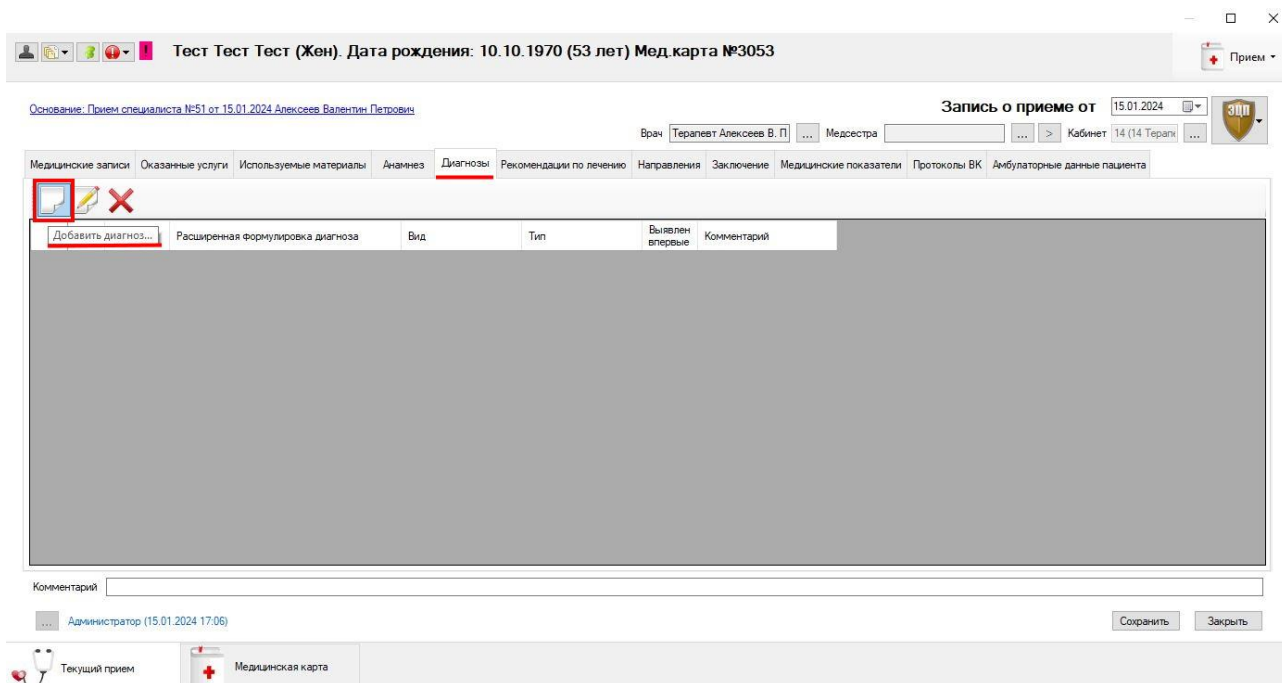 Тест Тест Тест (Жен). Дата рождения: 10.10.1970 (53 лет) Мед.карта №3053
Прием
Основание: Прием специалиста №51 от 15.01.2024 Алексеев Валентин Петрович
Запись о приеме от 15.01.2024
ЭЦП
Врач Терапевт Алексеев В. П ... Медсестра ... > Кабинет 14 (14 Терапи ...
Медицинские записи Оказанные услуги Используемые материалы Анамнез Диагнозы Рекомендации по лечению Направления Заключение Медицинские показатели Протоколы ВК Амбулаторные данные пациента
Добавить диагноз... Расширенная формулировка диагноза Вид Тип Выявлен впервые Комментарий
Комментарий
... Администратор (15.01.2024 17:06) Сохранить Закрыть
Текущий прием Медицинская карта